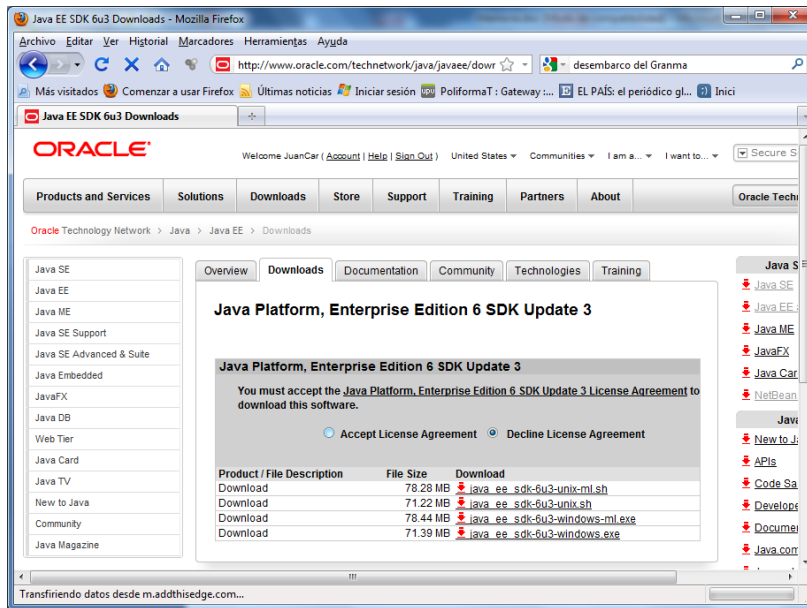 Java EE SDK 6u3 Downloads - Mozilla Firefox
Archivo Editar Ver Historial Marcadores Herramientas Ayuda
http://www.oracle.com/technetwork/java/javaee/dowr
desembarco del Granma
Más visitados Comenzar a usar Firefox Últimas noticias Iniciar sesión upv PoliformaT : Gateway :... EL PAÍS: el periódico gl... Inici
Java EE SDK 6u3 Downloads
ORACLE
Welcome JuanCar ( Account | Help | Sign Out ) United States Communities I am a... I want to... Secure S
Products and Services Solutions Downloads Store Support Training Partners About Oracle Techn
Oracle Technology Network > Java > Java EE > Downloads
Java SE
Java EE
Java ME
Java SE Support
Java SE Advanced & Suite
Java Embedded
JavaFX
Java DB
Web Tier
Java Card
Java TV
New to Java
Community
Java Magazine
Overview Downloads Documentation Community Technologies Training
Java Platform, Enterprise Edition 6 SDK Update 3
Java Platform, Enterprise Edition 6 SDK Update 3
You must accept the Java Platform, Enterprise Edition 6 SDK Update 3 License Agreement to
download this software.
Accept License Agreement Decline License Agreement
Product / File Description File Size Download
Download 78.28 MB java_ee_sdk-6u3-unix-ml.sh
Download 71.22 MB java_ee_sdk-6u3-unix.sh
Download 78.44 MB java_ee_sdk-6u3-windows-ml.exe
Download 71.39 MB java_ee_sdk-6u3-windows.exe
Java S
Java SE
Java EE
Java ME
JavaFX
Java Car
NetBean
Java
New to J
APIs
Code Sa
Develope
Documen
Java.com
Transfiriendo datos desde m.addthisedge.com...